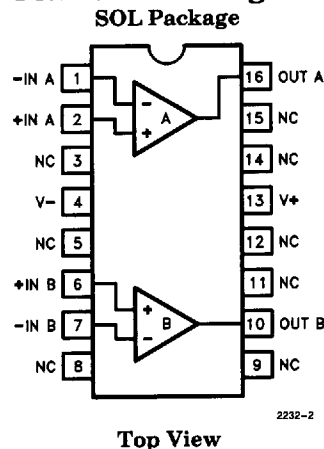 SOL Package
-IN A 1 16 OUT A
+IN A 2 A 15 NC
NC 3 14 NC
V- 4 13 V+
NC 5 12 NC
+IN B 6 11 NC
-IN B 7 B 10 OUT B
NC 8 9 NC
2232-2
Top View